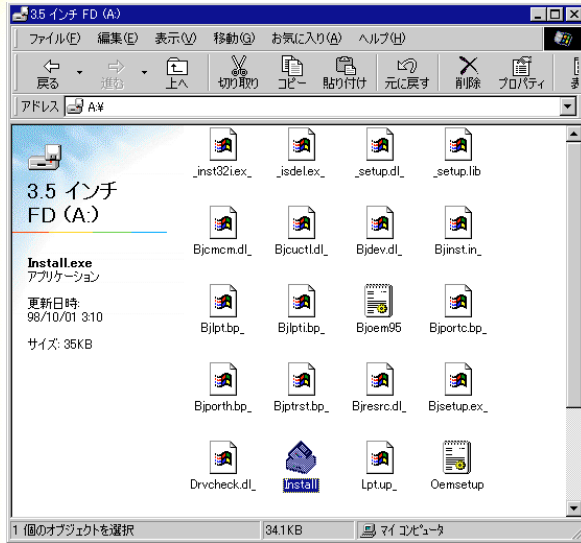 3.5 インチ FD (A:)
ファイル(F) 編集(E) 表示(V) 移動(G) お気に入り(A) ヘルプ(H)
戻る 進む 上へ 切り取り コピー 貼り付け 元に戻す 削除 プロパティ
アドレス A:¥
3.5 インチ
FD (A:)
Install.exe
アプリケーション
更新日時:
98/10/01 3:10
サイズ: 35KB
_inst32i.ex_ _isdel.ex_ _setup.dl_ _setup.lib
Bjcmcm.dl_ Bjcuctl.dl_ Bjdev.dl_ Bjinst.in_
Bjlpt.bp_ Bjlpti.bp_ Bjoem95 Bjportc.bp_
Bjporth.bp_ Bjptrst.bp_ Bjresrc.dl_ Bjsetup.ex_
Drvcheck.dl_ Install Lpt.up_ Oemsetup
1 個のオブジェクトを選択 34.1KB マイ コンピュータ